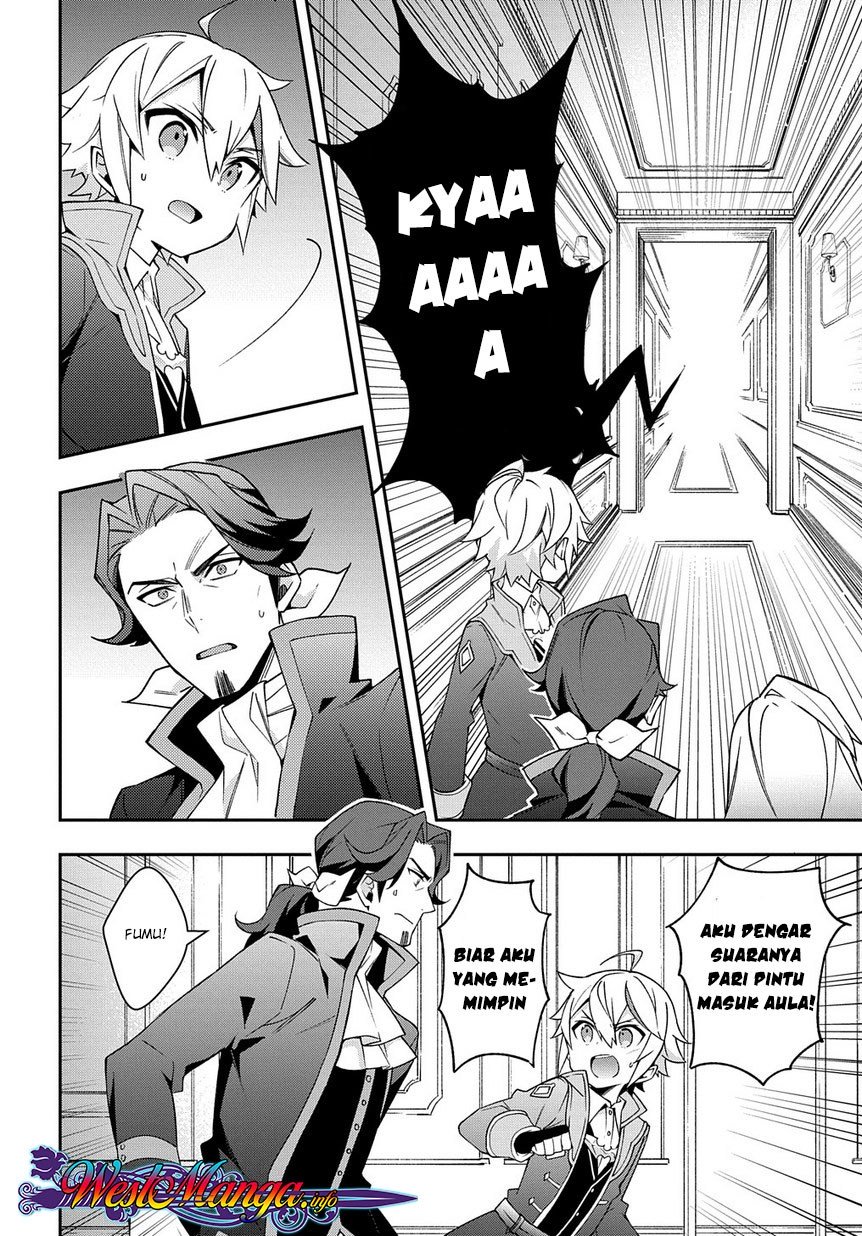 KYAA
AAAA
A
AKU DENGAR
SUARANYA
DARI PINTU
MASUK AULA!
BIAR AKU
YANG ME-
MIMPIN
FUMU!
WestManga.info